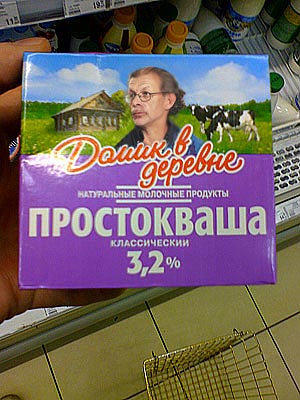 Домик в
деревне
НАТУРАЛЬНЫЕ МОЛОЧНЫЕ ПРОДУКТЫ
ПРОСТОКВАША
КЛАССИЧЕСКИЙ
3,2%